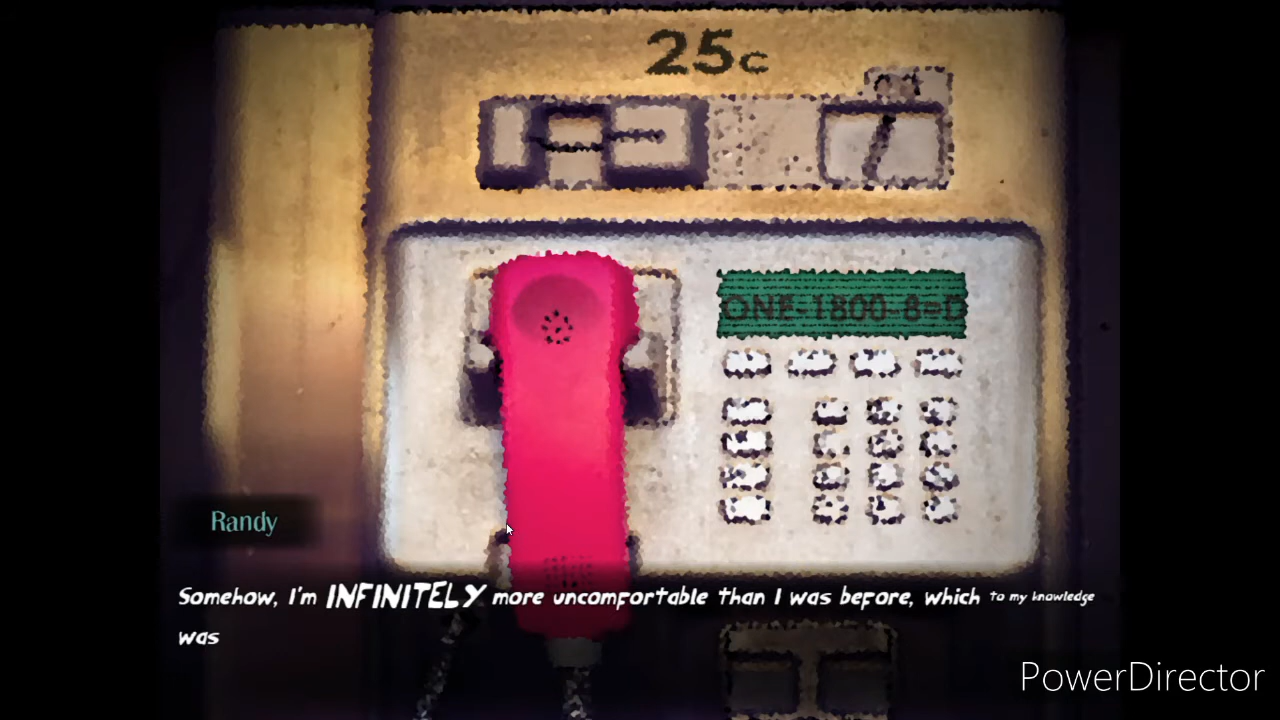 25c
ONE-1800-8=D
Randy
Somehow, I'm INFINITELY more uncomfortable than I was before, which to my knowledge
was
PowerDirector